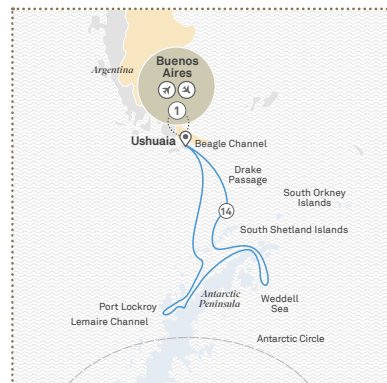 Buenos
Aires
Argentina
1
Ushuaia
Beagle Channel
Drake
Passage
South Orkney
Islands
14
South Shetland Islands
Antarctic
Peninsula
Weddell
Sea
Port Lockroy
Lemaire Channel
Antarctic Circle